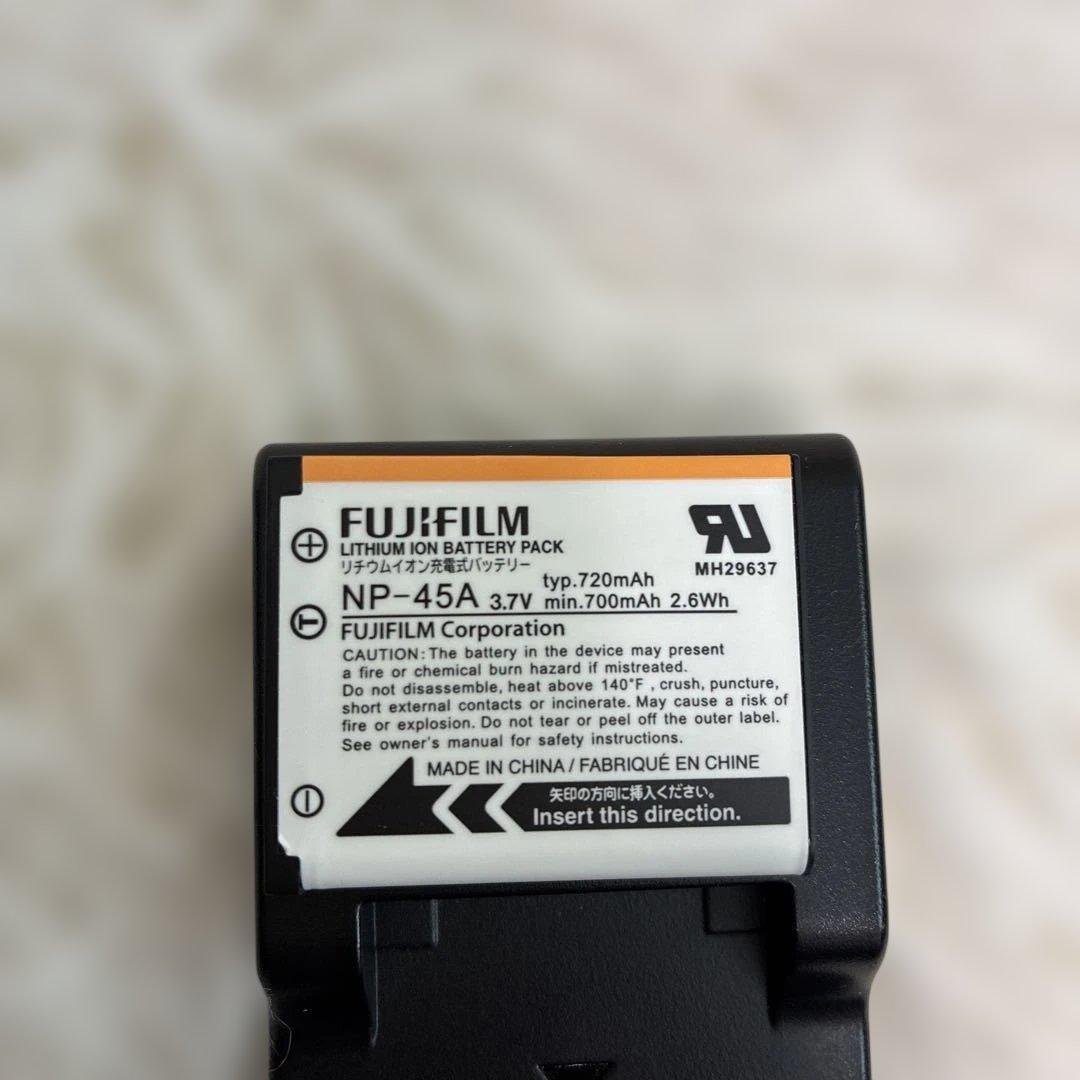 FUJIFILM
LITHIUM ION BATTERY PACK
リチウムイオン充電式バッテリー
NP-45A 3.7V typ.720mAh min.700mAh 2.6Wh
RU
MH29637
FUJIFILM Corporation
CAUTION: The battery in the device may present
a fire or chemical burn hazard if mistreated.
Do not disassemble, heat above 140°F , crush, puncture,
short external contacts or incinerate. May cause a risk of
fire or explosion. Do not tear or peel off the outer label.
See owner's manual for safety instructions.
MADE IN CHINA / FABRIQUÉ EN CHINE
矢印の方向に挿入ください。
Insert this direction.
+
T
−